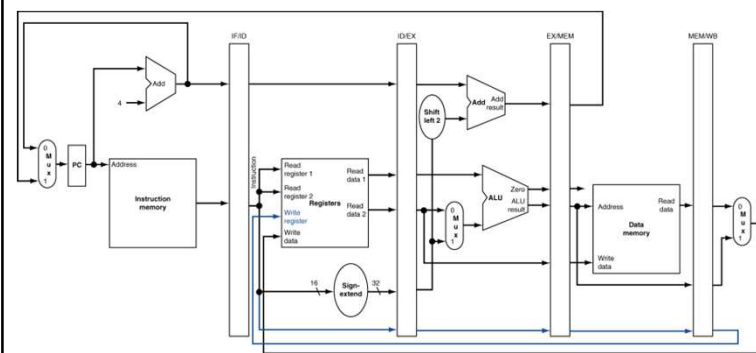 IF/ID
ID/EX
EX/MEM
MEM/WB
Add
4
Add
Add
result
Shift
left 2
0
M
u
x
1
PC
Address
Instruction
memory
Instruction
Read
register 1
Read
register 2
Write
register
Write
data
Registers
Read
data 1
Read
data 2
0
M
u
x
1
Zero
ALU
ALU
result
Address
Data
memory
Read
data
Write
data
0
M
u
x
1
16
Sign-
extend
32